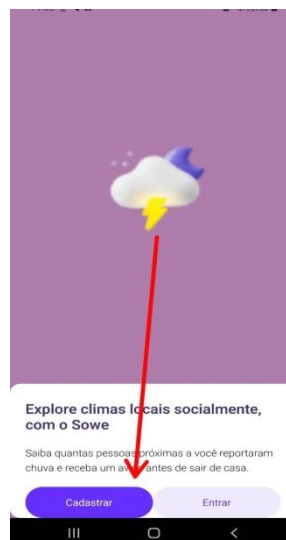 Explore climas locais socialmente,
com o Sowe
Saiba quantas pessoas próximas a você reportaram
chuva e receba um aviso antes de sair de casa.
Cadastrar Entrar